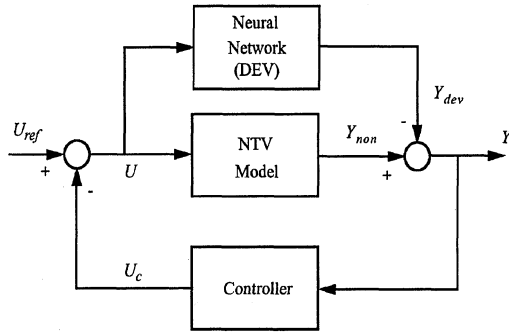 Neural
Network
(DEV)
Y_dev
-
U_ref
+
U
-
NTV
Model
Y_non
+
Y
U_c
Controller